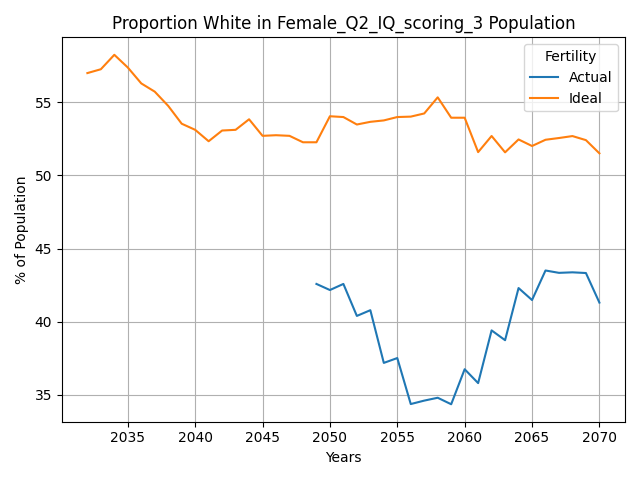 Proportion White in Female_Q2_IQ_scoring_3 Population
Fertility
Actual
Ideal
% of Population
55
50
45
40
35
2035 2040 2045 2050 2055 2060 2065 2070
Years